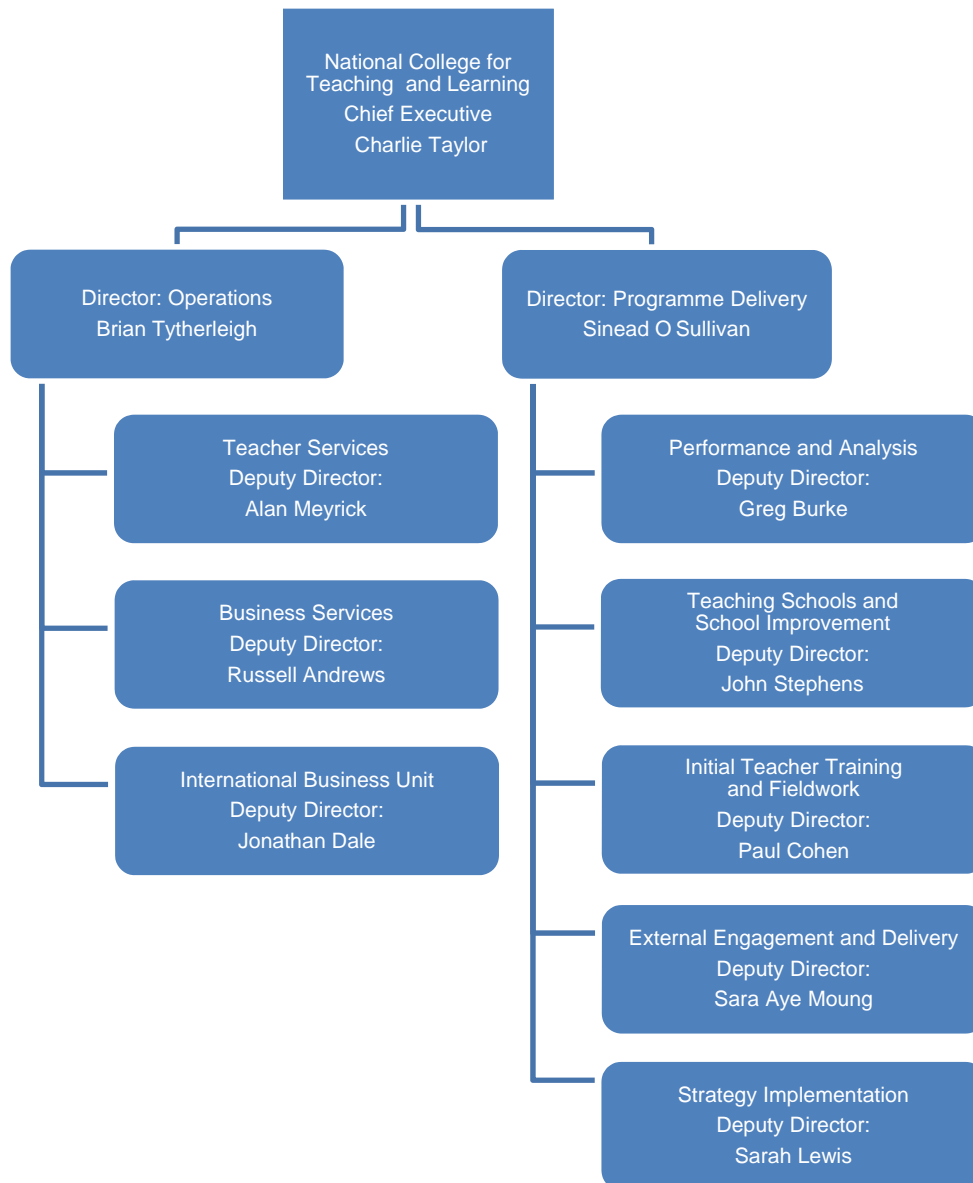 National College for
Teaching and Learning
Chief Executive
Charlie Taylor
Director: Operations
Brian Tytherleigh
Director: Programme Delivery
Sinead O Sullivan
Teacher Services
Deputy Director:
Alan Meyrick
Business Services
Deputy Director:
Russell Andrews
International Business Unit
Deputy Director:
Jonathan Dale
Performance and Analysis
Deputy Director:
Greg Burke
Teaching Schools and
School Improvement
Deputy Director:
John Stephens
Initial Teacher Training
and Fieldwork
Deputy Director:
Paul Cohen
External Engagement and Delivery
Deputy Director:
Sara Aye Moung
Strategy Implementation
Deputy Director:
Sarah Lewis